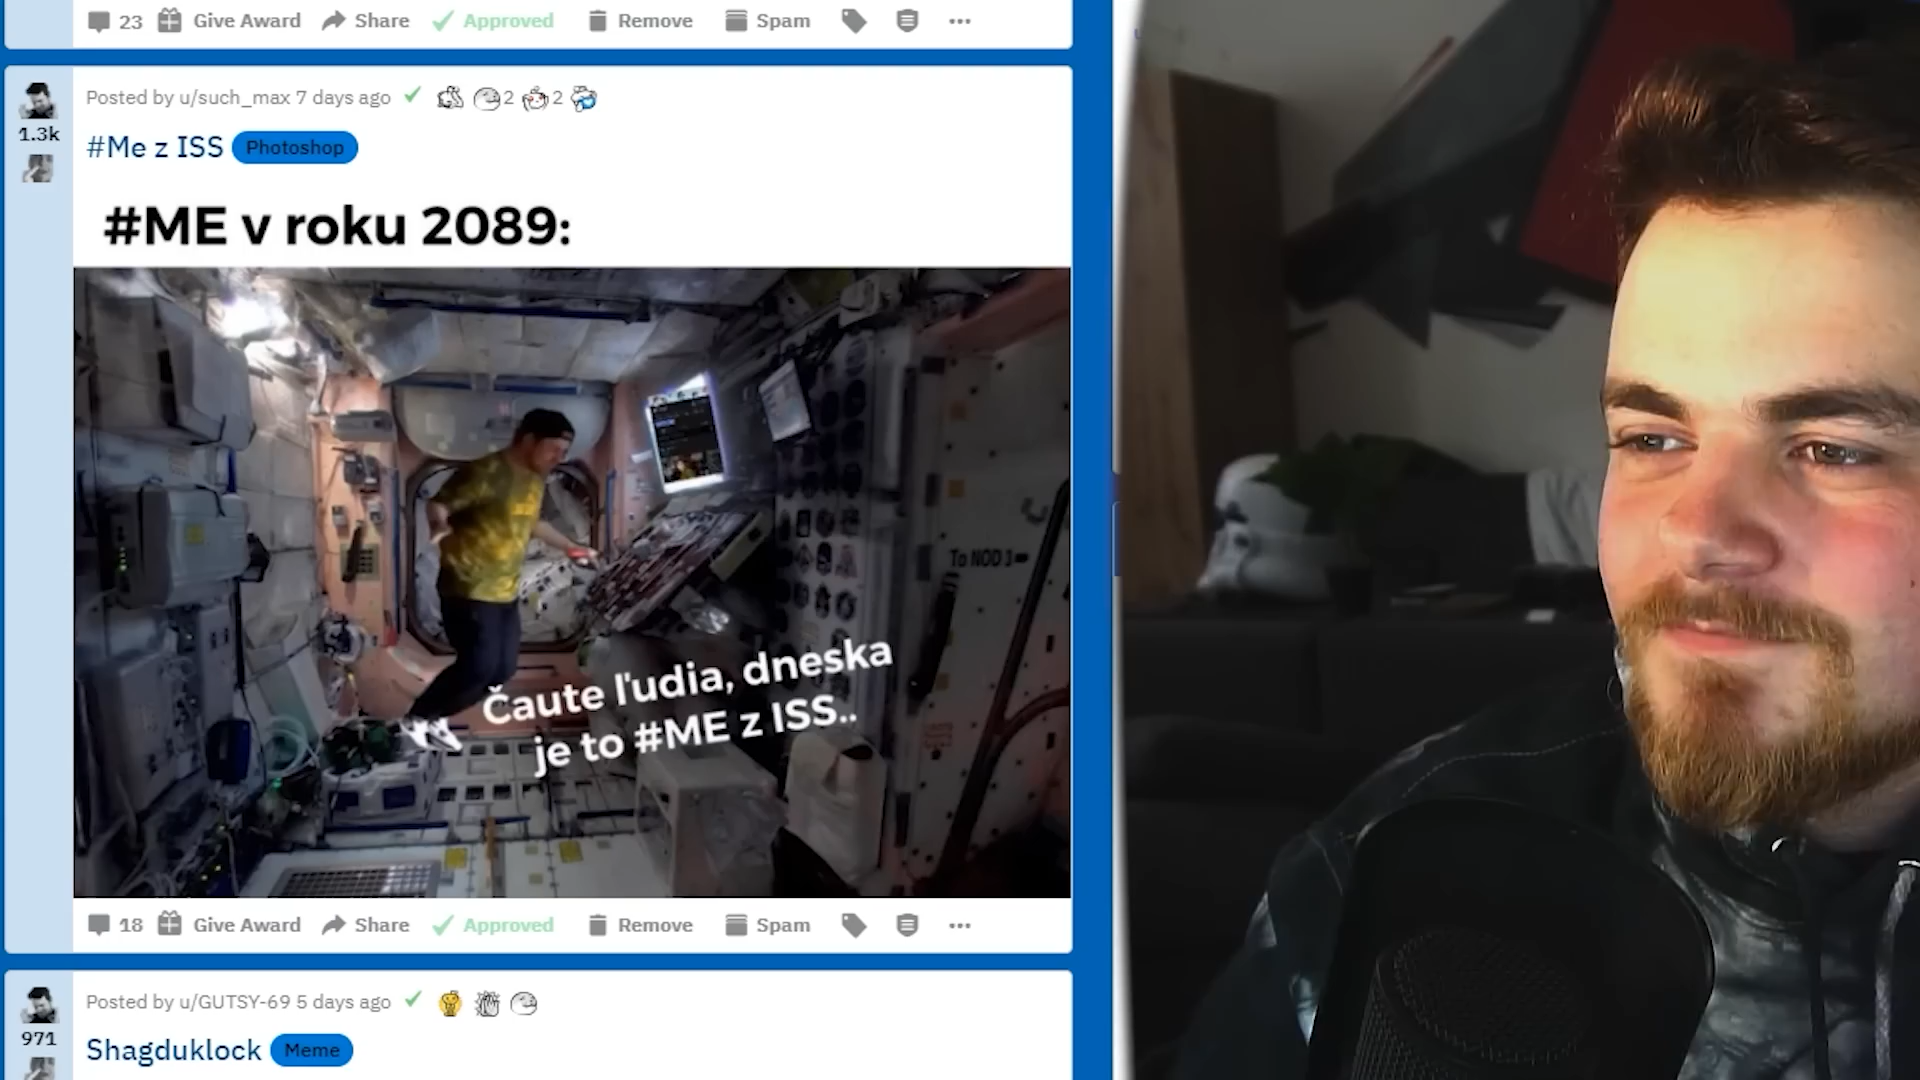 23 Give Award Share Approved Remove Spam
Posted by u/such_max 7 days ago 2 2
1.3k
#Me z ISS Photoshop
#ME v roku 2089:
To NOD1
Čaute ľudia, dneska
je to #ME z ISS..
18 Give Award Share Approved Remove Spam
Posted by u/GUTSY-69 5 days ago
971
Shagduklock Meme